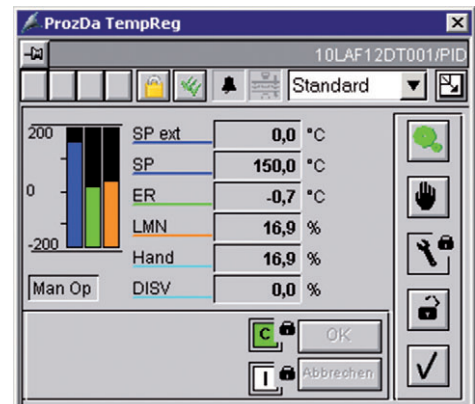 ProzDa TempReg
10LAF12DT001/PID
Standard
200
0
-200
SP ext 0,0 °C
SP 150,0 °C
ER -0,7 °C
LMN 16,9 %
Hand 16,9 %
DISV 0,0 %
Man Op
C OK
I Abbrechen